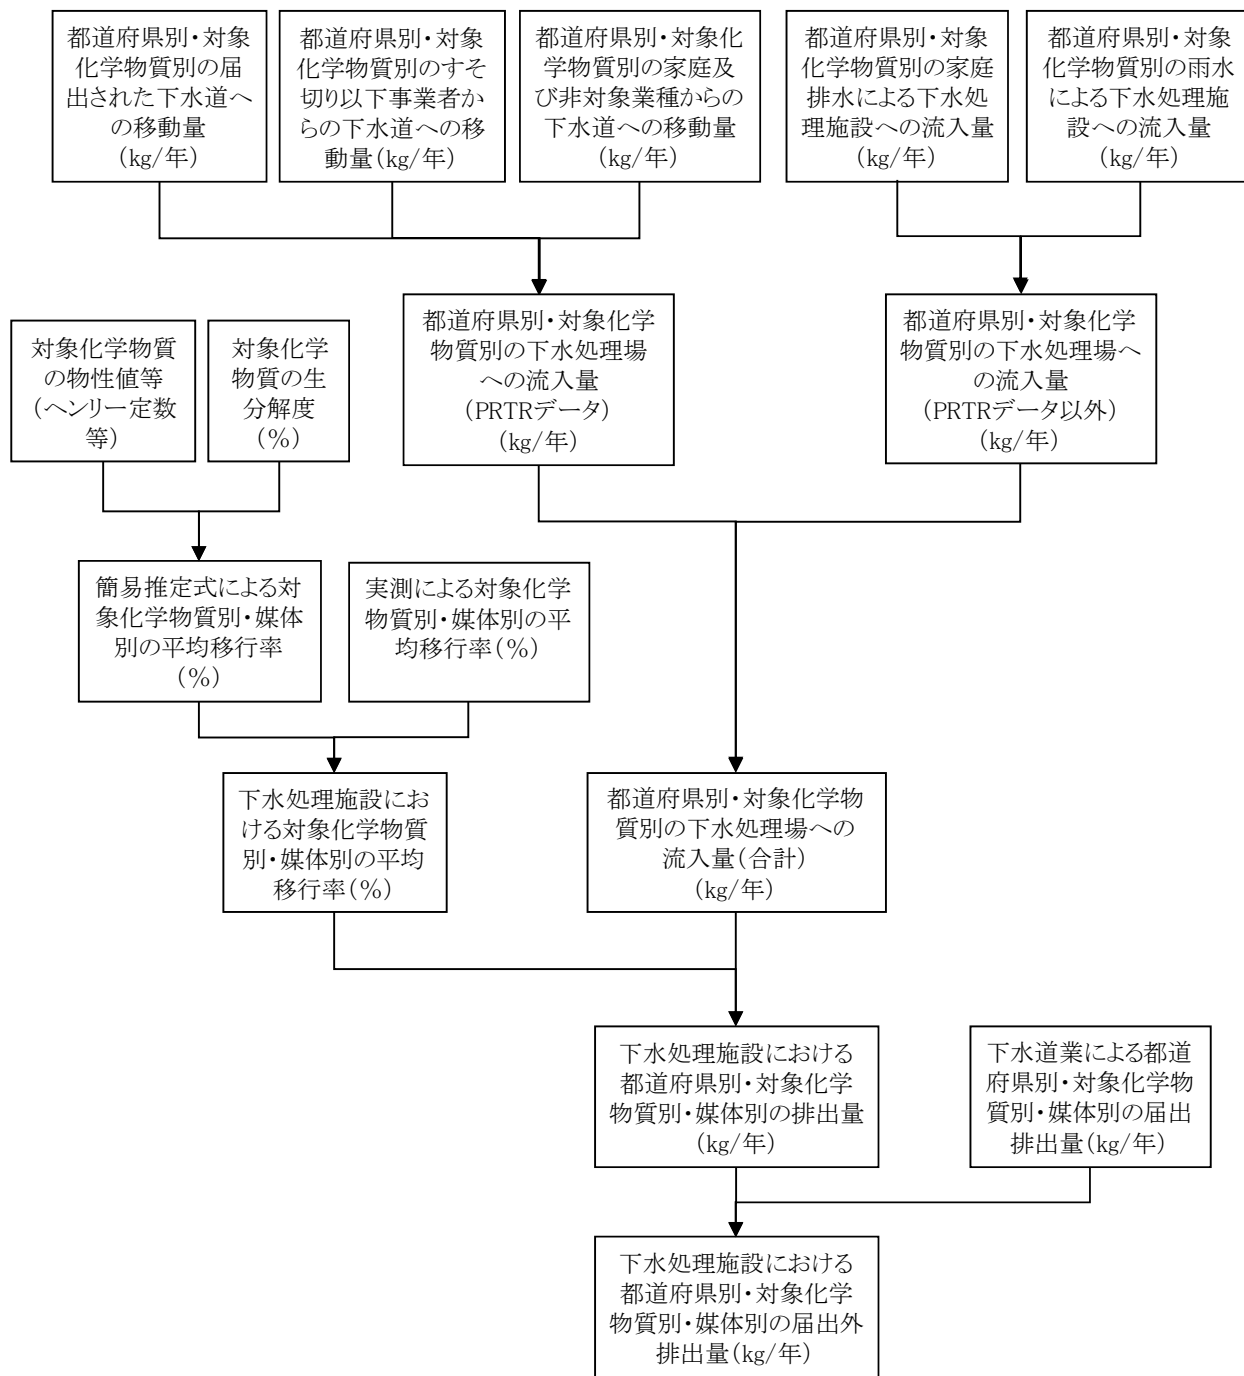 都道府県別・対象
化学物質別の届
出された下水道へ
の移動量
(kg/年)
都道府県別・対象
化学物質別のすそ
切り以下事業者か
らの下水道への移
動量(kg/年)
都道府県別・対象化
学物質別の家庭及
び非対象業種からの
下水道への移動量
(kg/年)
都道府県別・対象
化学物質別の家庭
排水による下水処
理施設への流入量
(kg/年)
都道府県別・対象
化学物質別の雨水
による下水処理施
設への流入量
(kg/年)
対象化学物質
の物性値等
(ヘンリー定数
等)
対象化学
物質の生
分解度
(%)
都道府県別・対象化学
物質別の下水処理場
への流入量
(PRTRデータ)
(kg/年)
都道府県別・対象化学
物質別の下水処理場へ
の流入量
(PRTRデータ以外)
(kg/年)
簡易推定式による対
象化学物質別・媒体
別の平均移行率
(%)
実測による対象化学
物質別・媒体別の平
均移行率(%)
下水処理施設にお
ける対象化学物質
別・媒体別の平均
移行率(%)
都道府県別・対象化学物
質別の下水処理場への
流入量(合計)
(kg/年)
下水処理施設における
都道府県別・対象化学
物質別・媒体別の排出量
(kg/年)
下水道業による都道
府県別・対象化学物
質別・媒体別の届出
排出量(kg/年)
下水処理施設における
都道府県別・対象化学
物質別・媒体別の届出外
排出量(kg/年)